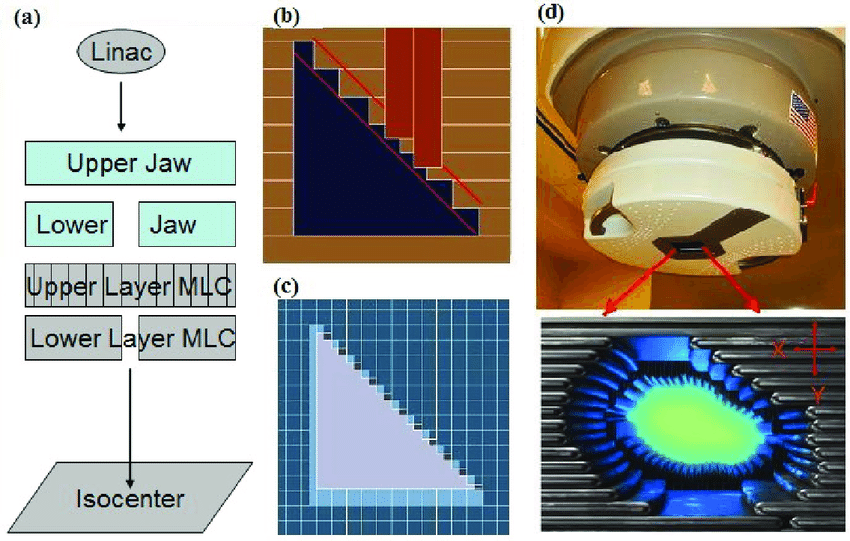 (a)
Linac
Upper Jaw
Lower Jaw
Upper Layer MLC
Lower Layer MLC
Isocenter
(b)
(c)
(d)
X
Y